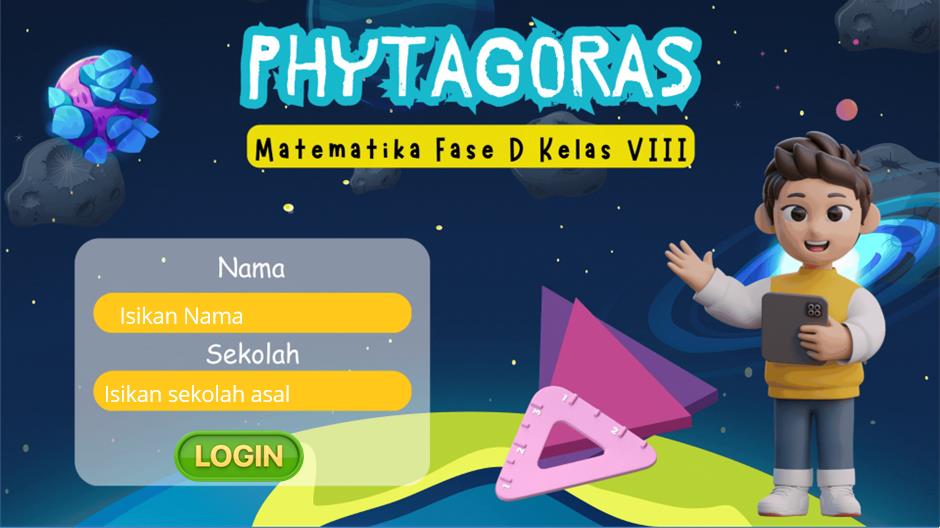 PHYTAGORAS
Matematika Fase D Kelas VIII
Nama
Isikan Nama
Sekolah
Isikan sekolah asal
LOGIN